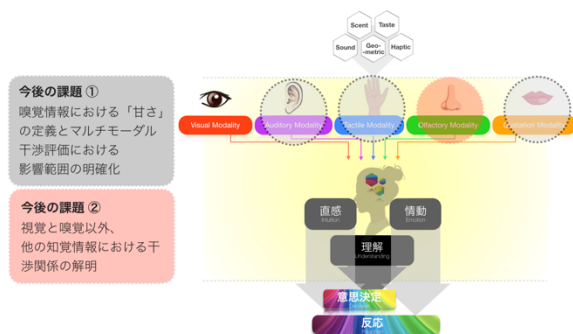 Scent
Taste
Sound
Geo-
-metric
Haptic
今後の課題 ①
嗅覚情報における「甘さ」
の定義とマルチモーダル
干渉評価における
影響範囲の明確化
Visual Modality
Auditory Modality
Tactile Modality
Olfactory Modality
今後の課題 ②
視覚と嗅覚以外、
他の知覚情報における干
渉関係の解明
直感
Intuition
情動
Emotion
理解
Understanding
意思決定
反応